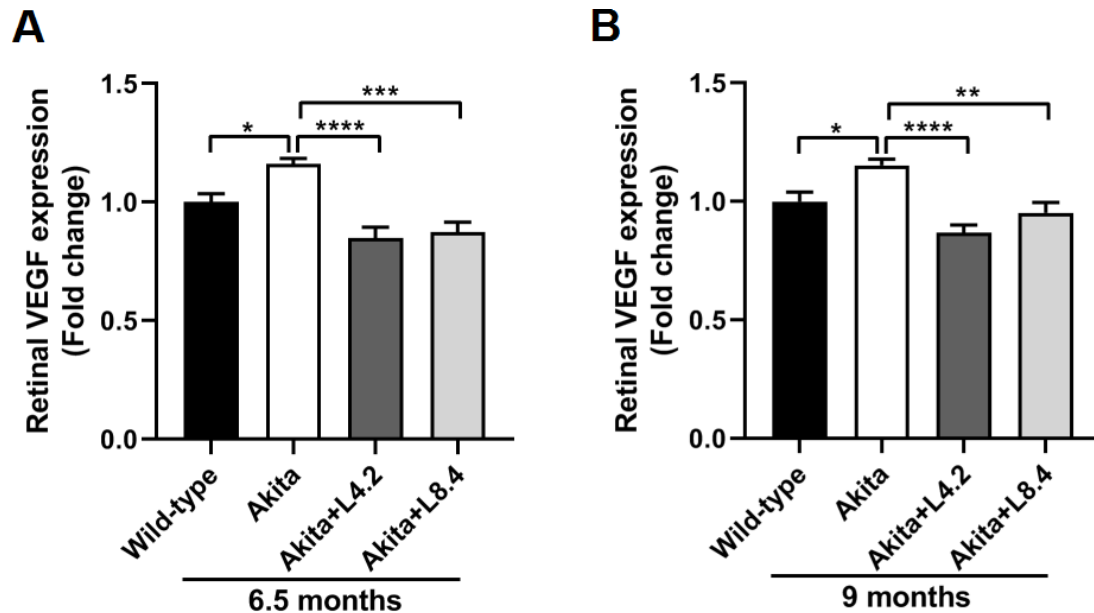 A
Retinal VEGF expression
(Fold change)
1.5
1.0
0.5
0.0
*
****
***
Wild-type
Akita
Akita+L4.2
Akita+L8.4
6.5 months
B
Retinal VEGF expression
(Fold change)
1.5
1.0
0.5
0.0
*
****
**
Wild-type
Akita
Akita+L4.2
Akita+L8.4
9 months